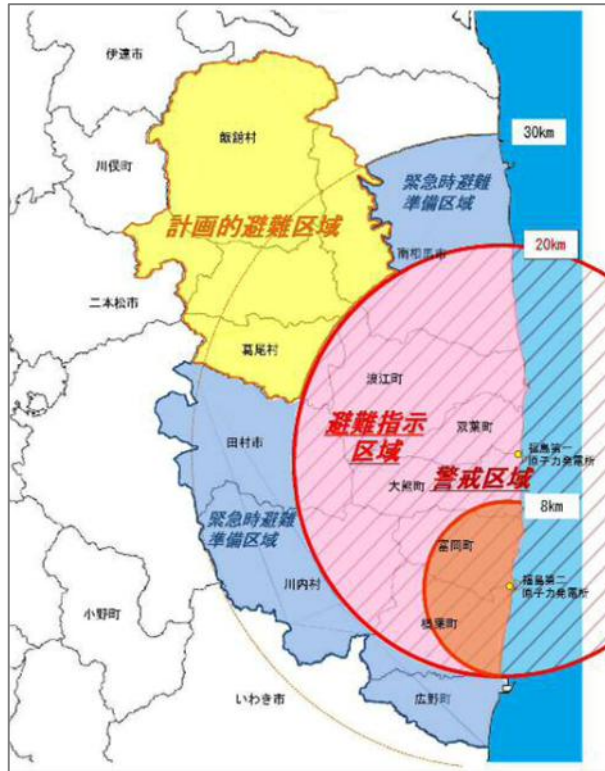 伊達市
飯舘村
川俣町
30km
緊急時避難
準備区域
計画的避難区域
20km
南相馬市
二本松市
葛尾村
浪江町
避難指示
区域
双葉町
田村市
福島第一
原子力発電所
大熊町
警戒区域
8km
緊急時避難
準備区域
富岡町
川内村
福島第二
原子力発電所
小野町
楢葉町
いわき市
広野町